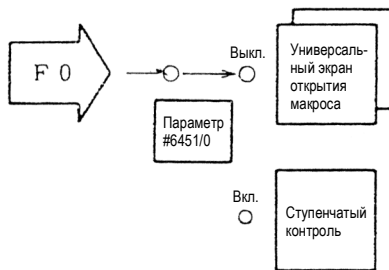 F 0
Выкл.
Универсаль-
ный экран
открытия
макроса
Параметр
#6451/0
Вкл.
Ступенчатый
контроль